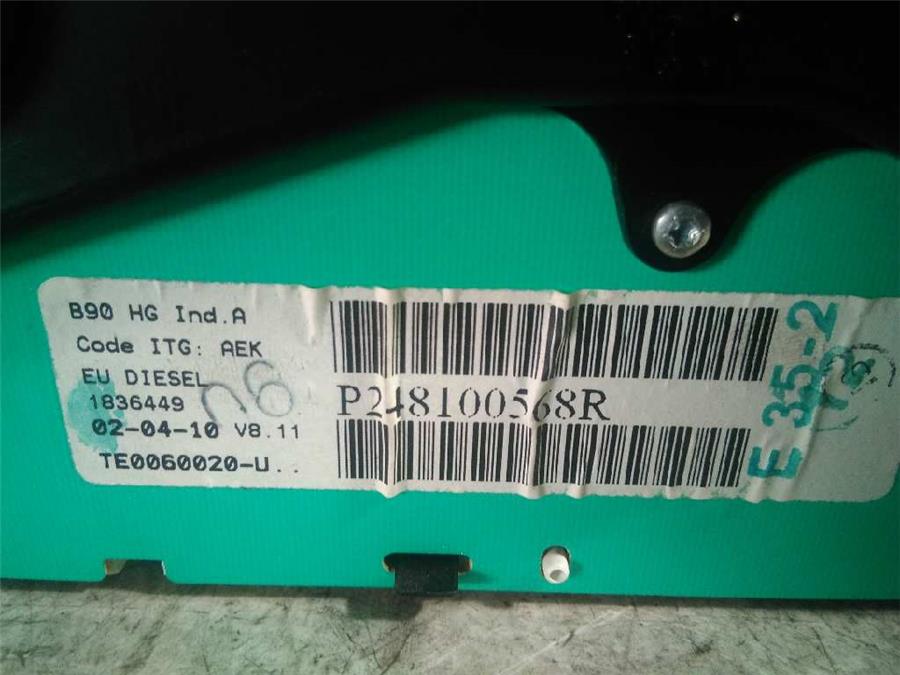 B90 HG Ind.A
Code ITG: AEK
EU DIESEL
1836449
02-04-10 V8.11
TE0060020-U..
P248100568R
E 35-2